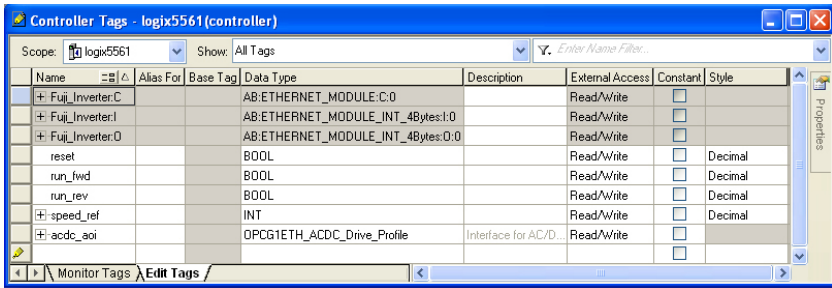 Controller Tags - logix5561(controller)
Scope: logix5561 Show: All Tags Enter Name Filter...
Name Alias For Base Tag Data Type Description External Access Constant Style
Fuji_Inverter:C AB:ETHERNET_MODULE:C:0 Read/Write
Fuji_Inverter:I AB:ETHERNET_MODULE_INT_4Bytes:I:0 Read/Write
Fuji_Inverter:O AB:ETHERNET_MODULE_INT_4Bytes:O:0 Read/Write
reset BOOL Read/Write Decimal
run_fwd BOOL Read/Write Decimal
run_rev BOOL Read/Write Decimal
speed_ref INT Read/Write Decimal
acdc_aoi OPCG1ETH_ACDC_Drive_Profile Interface for AC/D... Read/Write
Monitor Tags Edit Tags
Properties